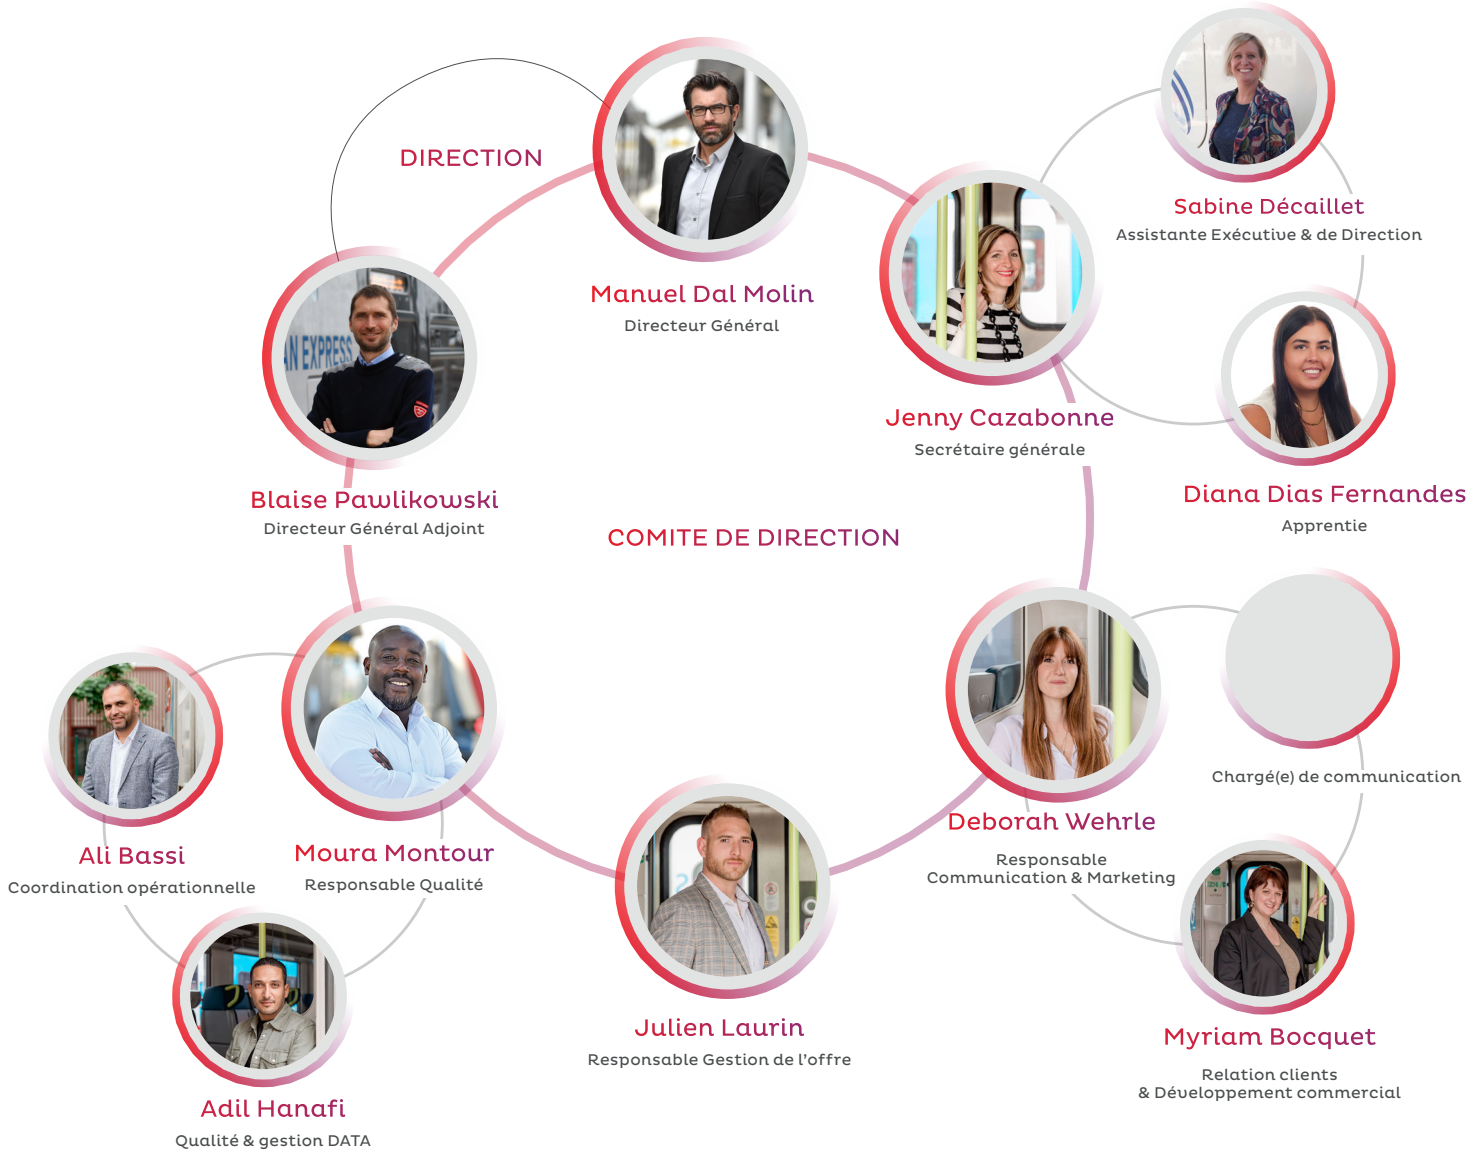 DIRECTION
Manuel Dal Molin
Directeur Général
Sabine Décaillet
Assistante Exécutive & de Direction
AN EXPRESS
Jenny Cazabonne
Secrétaire générale
Blaise Pawlikowski
Directeur Général Adjoint
Diana Dias Fernandes
Apprentie
COMITE DE DIRECTION
Chargé(e) de communication
Deborah Wehrle
Responsable
Communication & Marketing
Ali Bassi
Coordination opérationnelle
Moura Montour
Responsable Qualité
Julien Laurin
Responsable Gestion de l'offre
Myriam Bocquet
Relation clients
& Développement commercial
Adil Hanafi
Qualité & gestion DATA